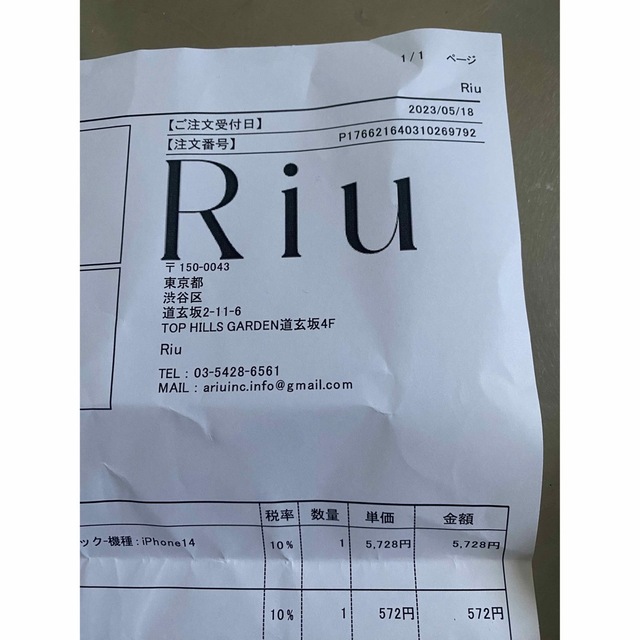 1/1 ページ
Riu
【ご注文受付日】 2023/05/18
【注文番号】 P176621640310269792
Riu
〒150-0043
東京都
渋谷区
道玄坂2-11-6
TOP HILLS GARDEN道玄坂4F
Riu
TEL：03-5428-6561
MAIL：ariuinc.info@gmail.com
税率 数量 単価 金額
ック-機種：iPhone14 10% 1 5,728円 5,728円
10% 1 572円 572円